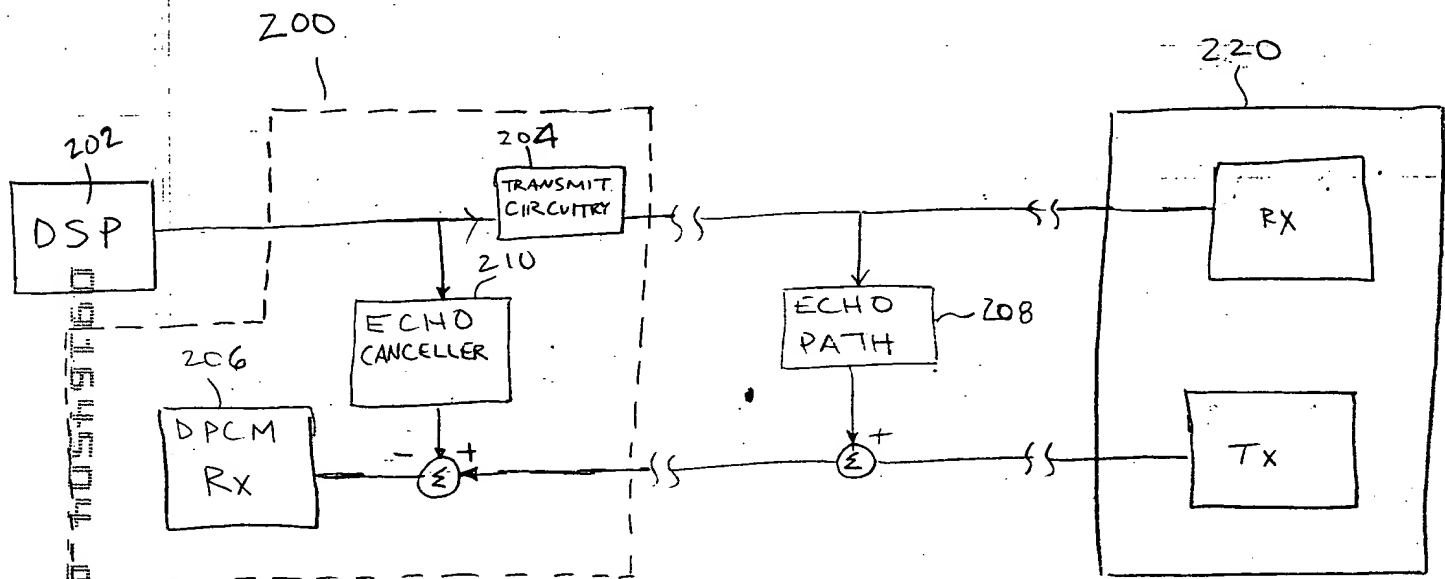 200
220
202
204
DSP
TRANSMIT.
CIRCUITRY
RX
210
ECHO
CANCELLER
ECHO
PATH
208
206
DPCM
RX
-
+
Σ
+
Σ
TX